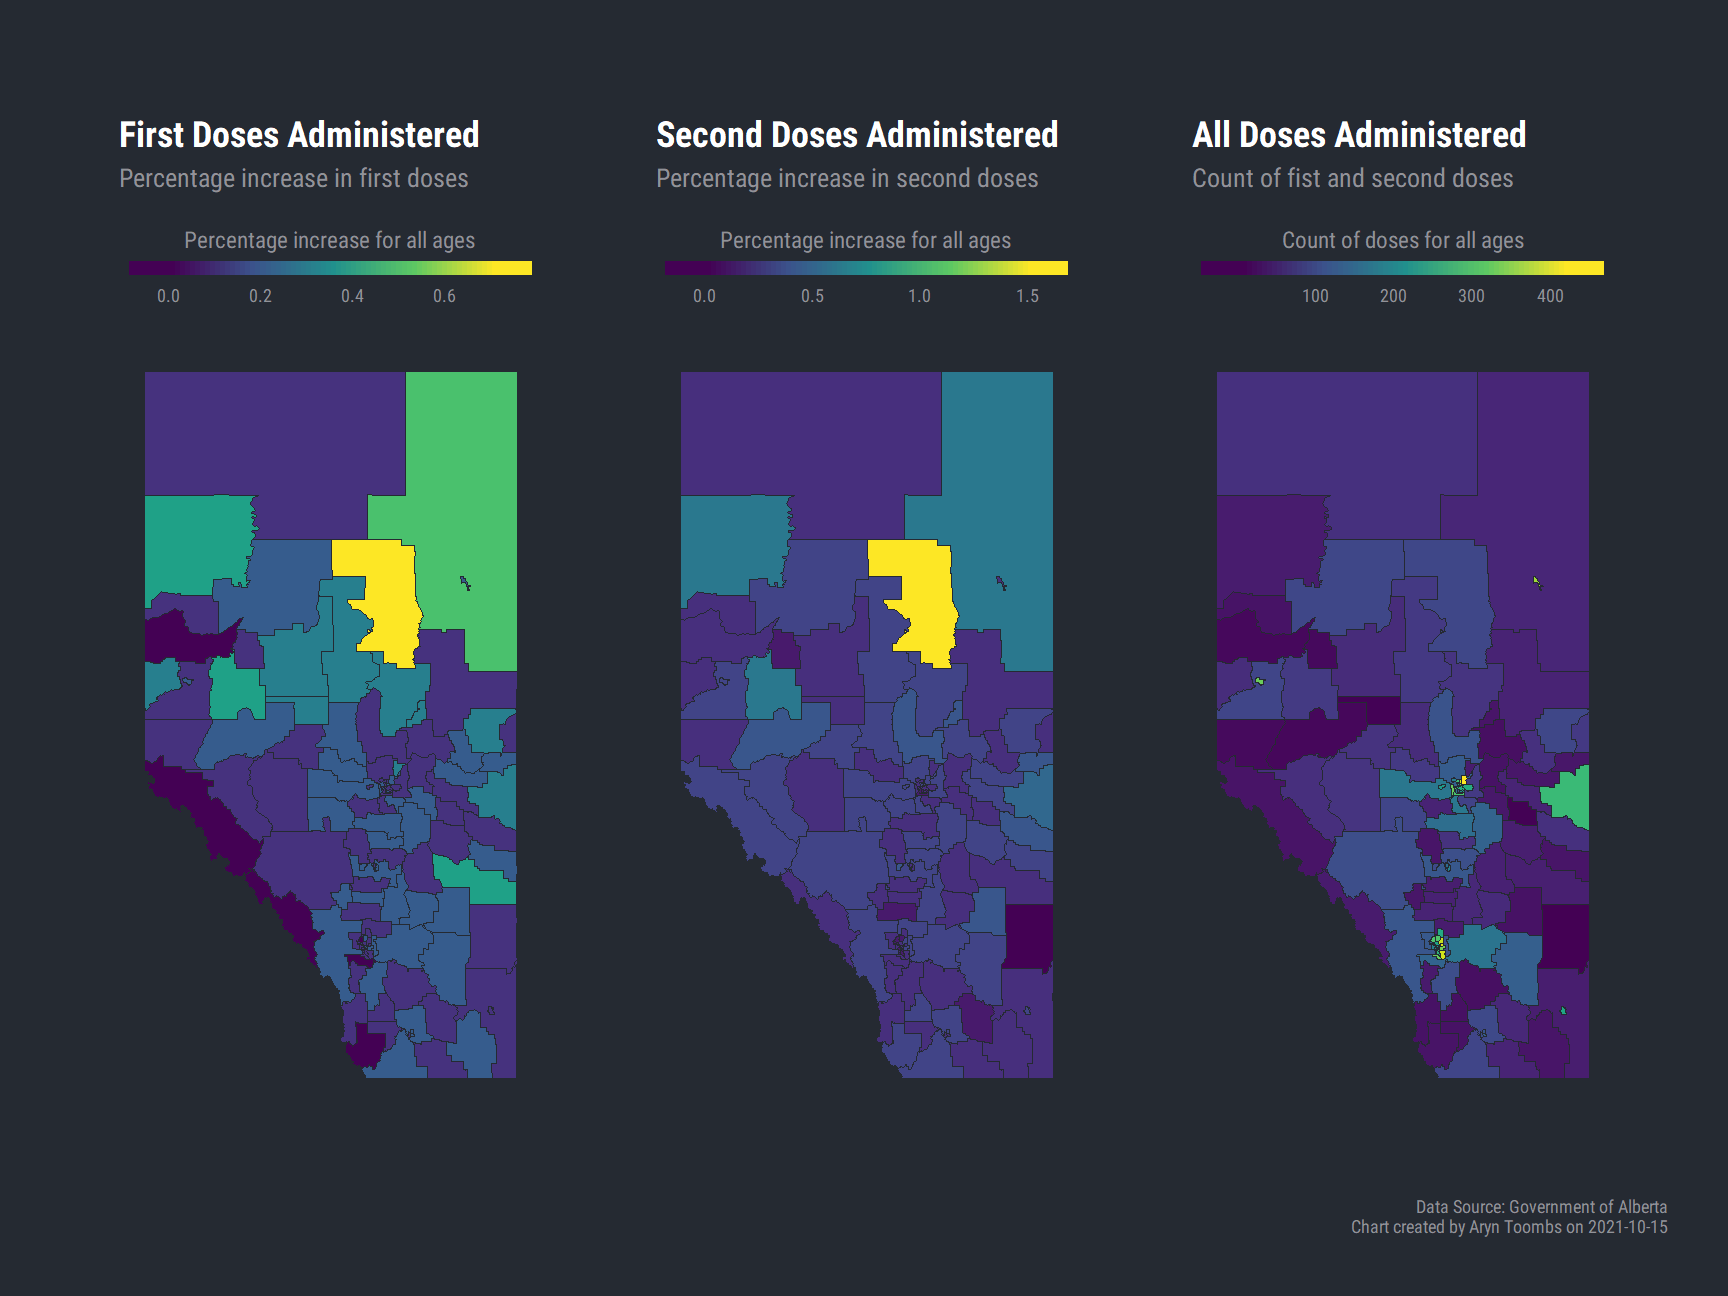 First Doses Administered
Percentage increase in first doses
Percentage increase for all ages
0.0 0.2 0.4 0.6
Second Doses Administered
Percentage increase in second doses
Percentage increase for all ages
0.0 0.5 1.0 1.5
All Doses Administered
Count of fist and second doses
Count of doses for all ages
100 200 300 400
Data Source: Government of Alberta
Chart created by Aryn Toombs on 2021-10-15